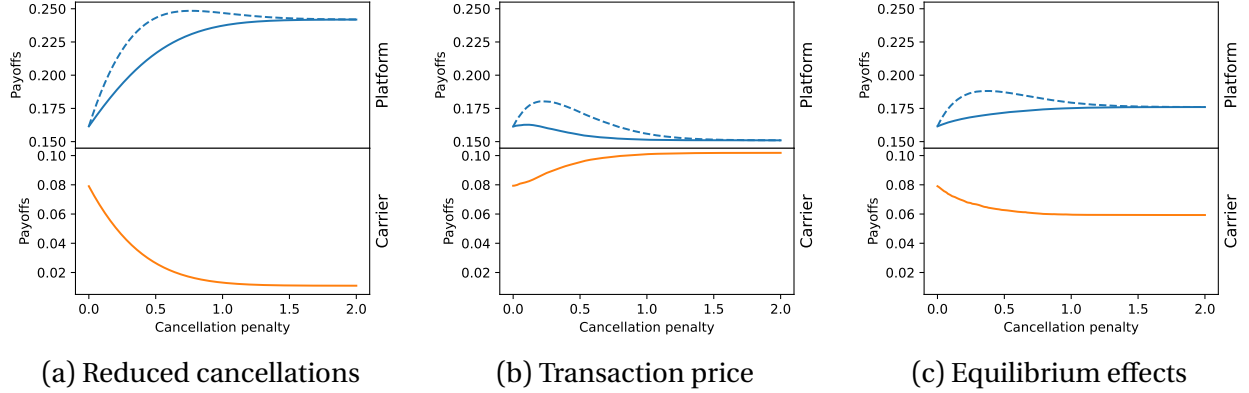 0.250
0.225
0.200
0.175
0.150
Payoffs
Platform
0.10
0.08
0.06
0.04
0.02
Payoffs
Carrier
0.0 0.5 1.0 1.5 2.0
Cancellation penalty
(a) Reduced cancellations
0.250
0.225
0.200
0.175
0.150
Payoffs
Platform
0.10
0.08
0.06
0.04
0.02
Payoffs
Carrier
0.0 0.5 1.0 1.5 2.0
Cancellation penalty
(b) Transaction price
0.250
0.225
0.200
0.175
0.150
Payoffs
Platform
0.10
0.08
0.06
0.04
0.02
Payoffs
Carrier
0.0 0.5 1.0 1.5 2.0
Cancellation penalty
(c) Equilibrium effects